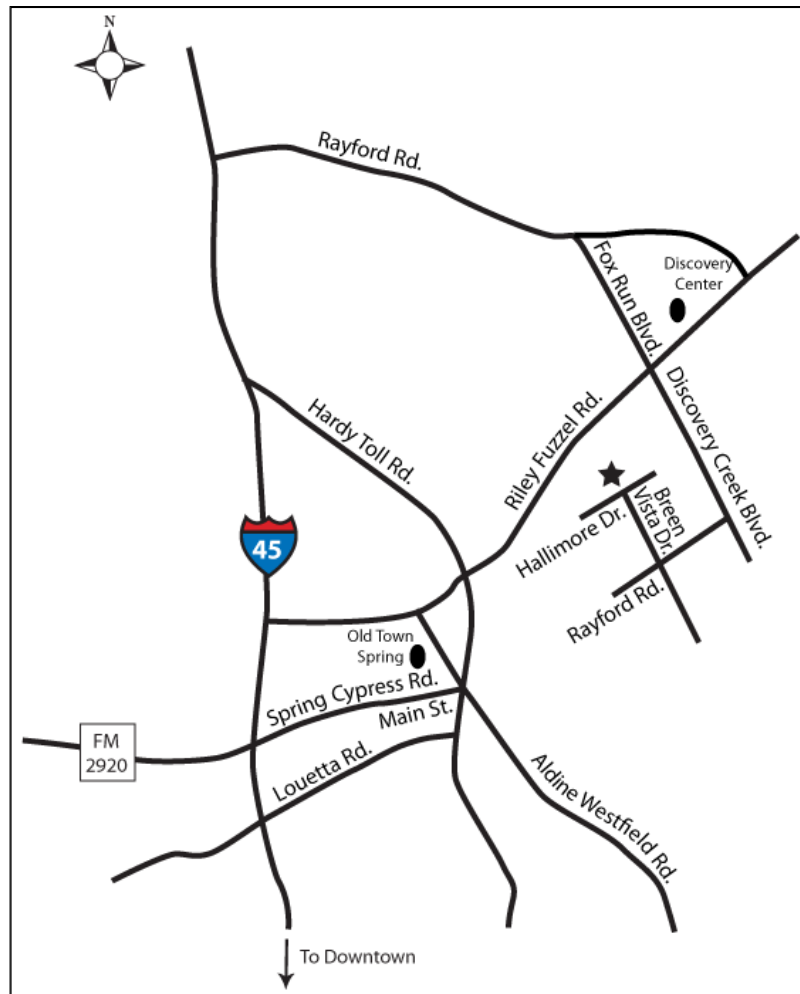 N
Rayford Rd.
Discovery
Center
Fox Run Blvd.
Hardy Toll Rd.
Riley Fuzzel Rd.
Discovery Creek Blvd.
Breen
Vista Dr.
Hallimore Dr.
45
Rayford Rd.
Old Town
Spring
Spring Cypress Rd.
Main St.
FM
2920
Louetta Rd.
Aldine Westfield Rd.
To Downtown